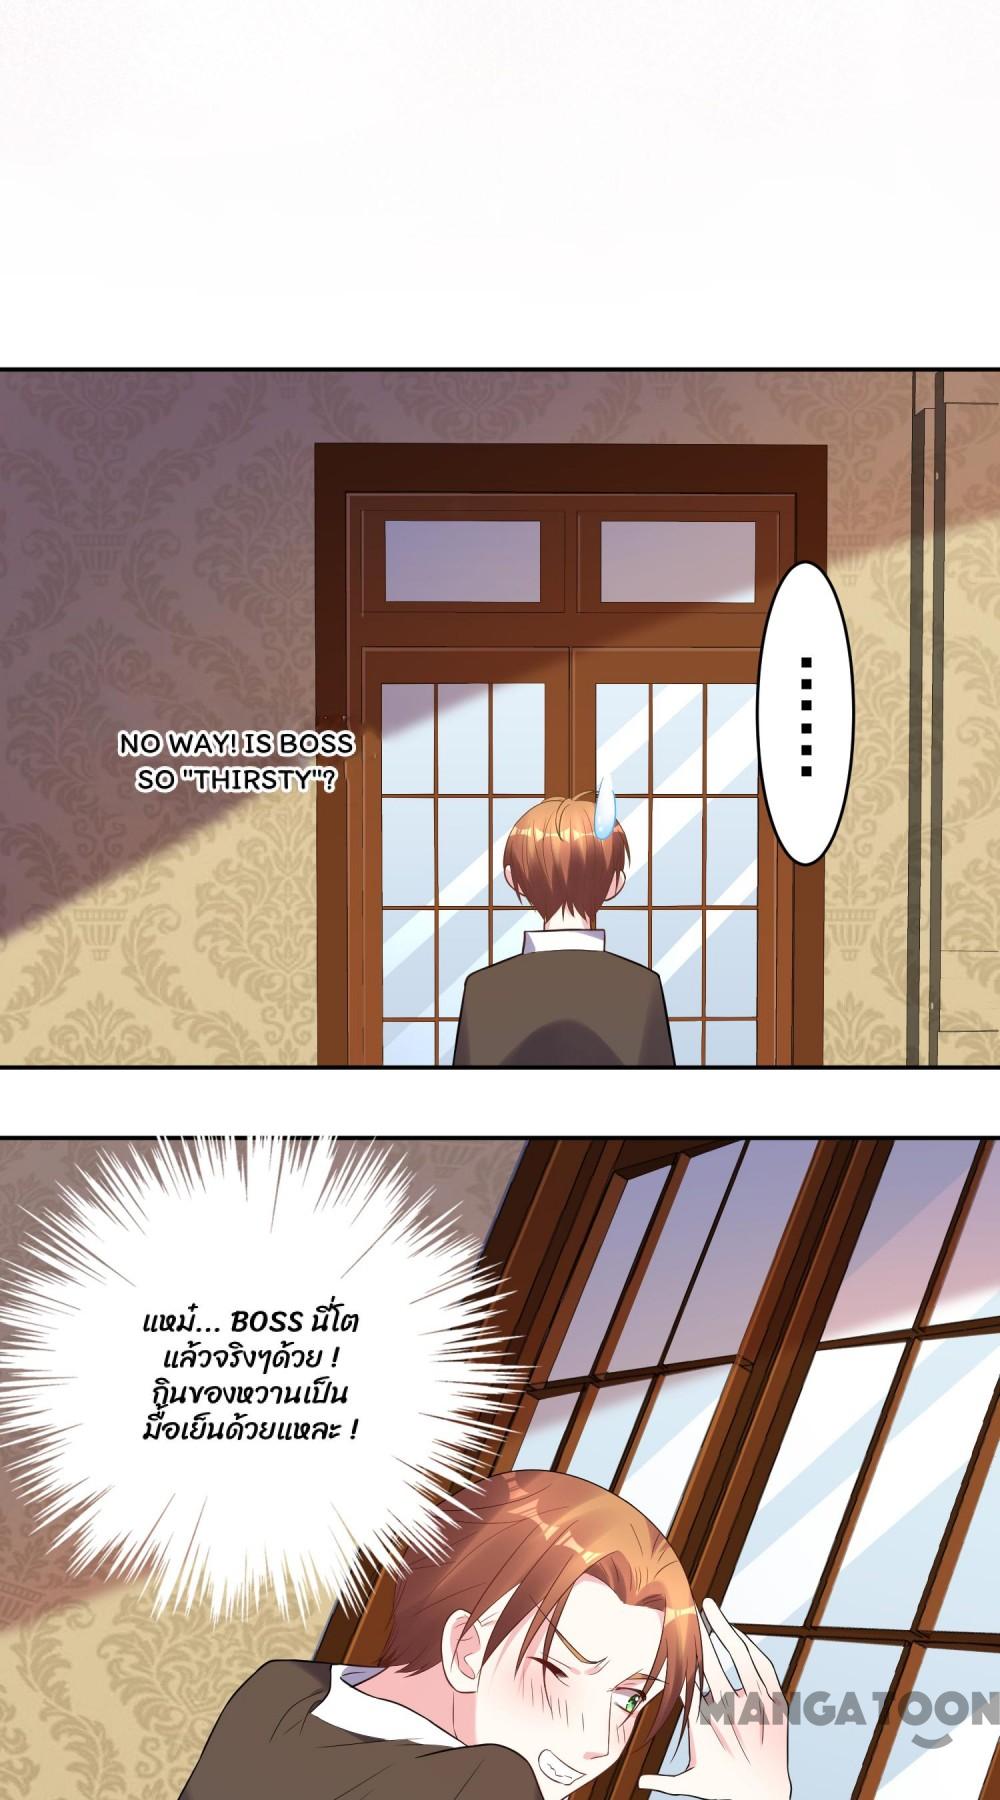 NO WAY! IS BOSS
SO "THIRSTY"?
.......
แหม๋... BOSS นี่โต
แล้วจริงๆด้วย !
กินของหวานเป็น
มื้อเย็นด้วยแหละ !
MANGATOON